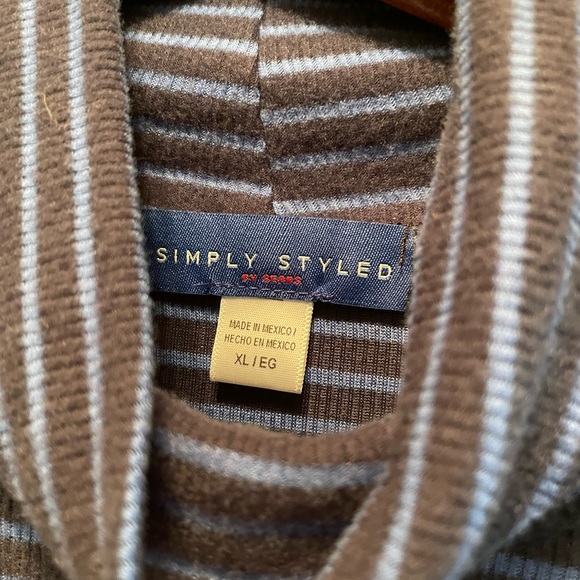 SIMPLY STYLED
BY SEARS
MADE IN MEXICO /
HECHO EN MEXICO
XL / EG